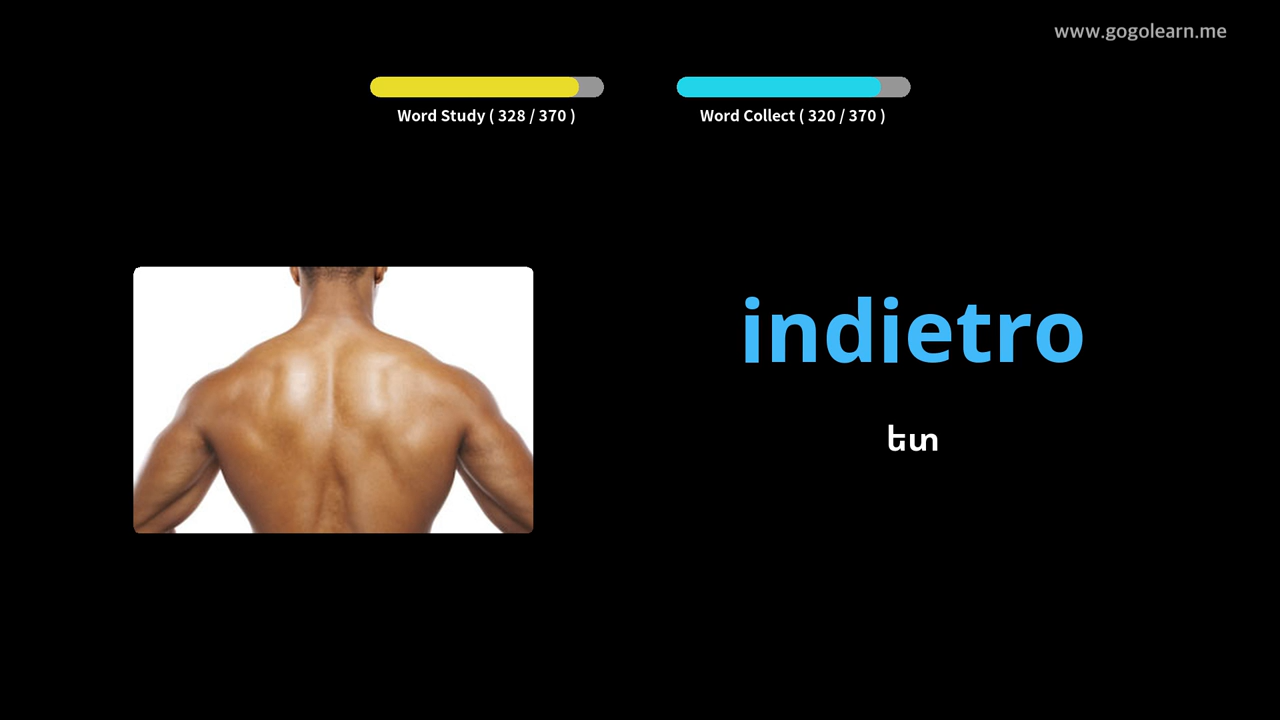 www.gogolearn.me
Word Study ( 328 / 370 )
Word Collect ( 320 / 370 )
indietro
ետ